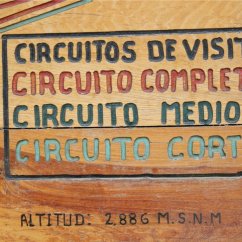 CIRCUITOS DE VISIT
CIRCUITO COMPLET
CIRCUITO MEDIO
CIRCUITO CORT
ALTITUD: 2,886 M.S.N.M